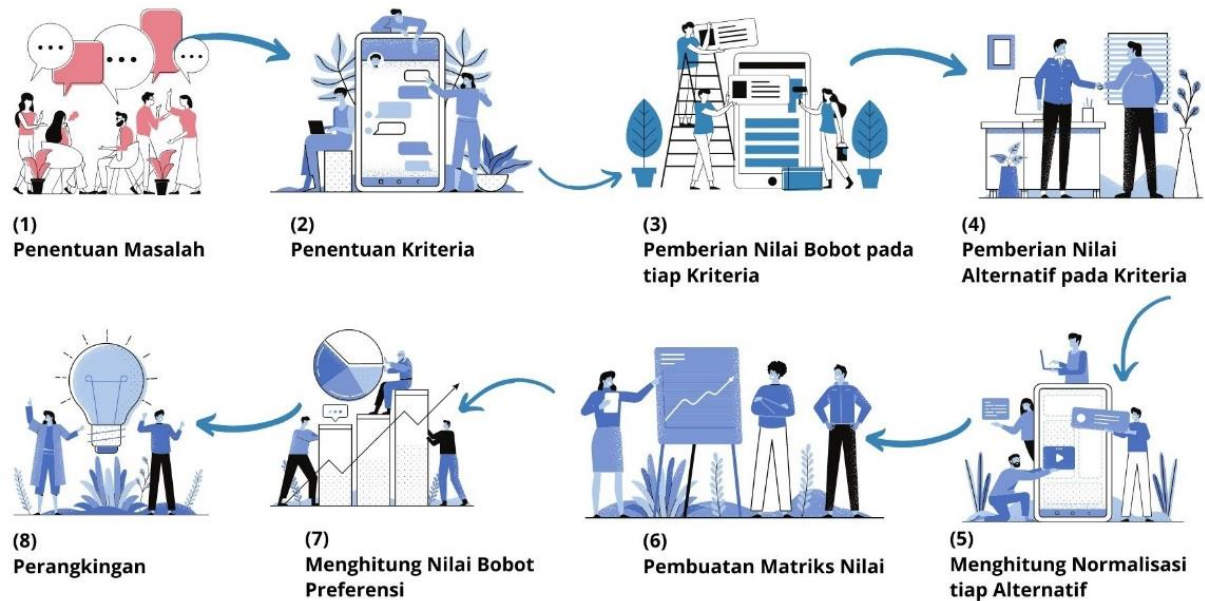 (1)
Penentuan Masalah
(2)
Penentuan Kriteria
(3)
Pemberian Nilai Bobot pada
tiap Kriteria
(4)
Pemberian Nilai
Alternatif pada Kriteria
(5)
Menghitung Normalisasi
tiap Alternatif
(6)
Pembuatan Matriks Nilai
(7)
Menghitung Nilai Bobot
Preferensi
(8)
Perangkingan